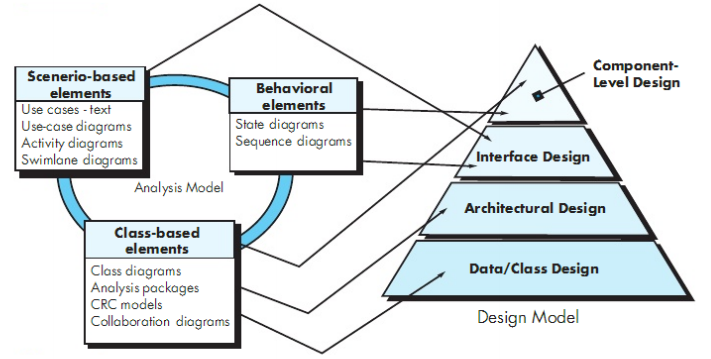 Scenerio-based
elements
Use cases - text
Use-case diagrams
Activity diagrams
Swimlane diagrams
Behavioral
elements
State diagrams
Sequence diagrams
Analysis Model
Class-based
elements
Class diagrams
Analysis packages
CRC models
Collaboration diagrams
Component-
Level Design
Interface Design
Architectural Design
Data/Class Design
Design Model